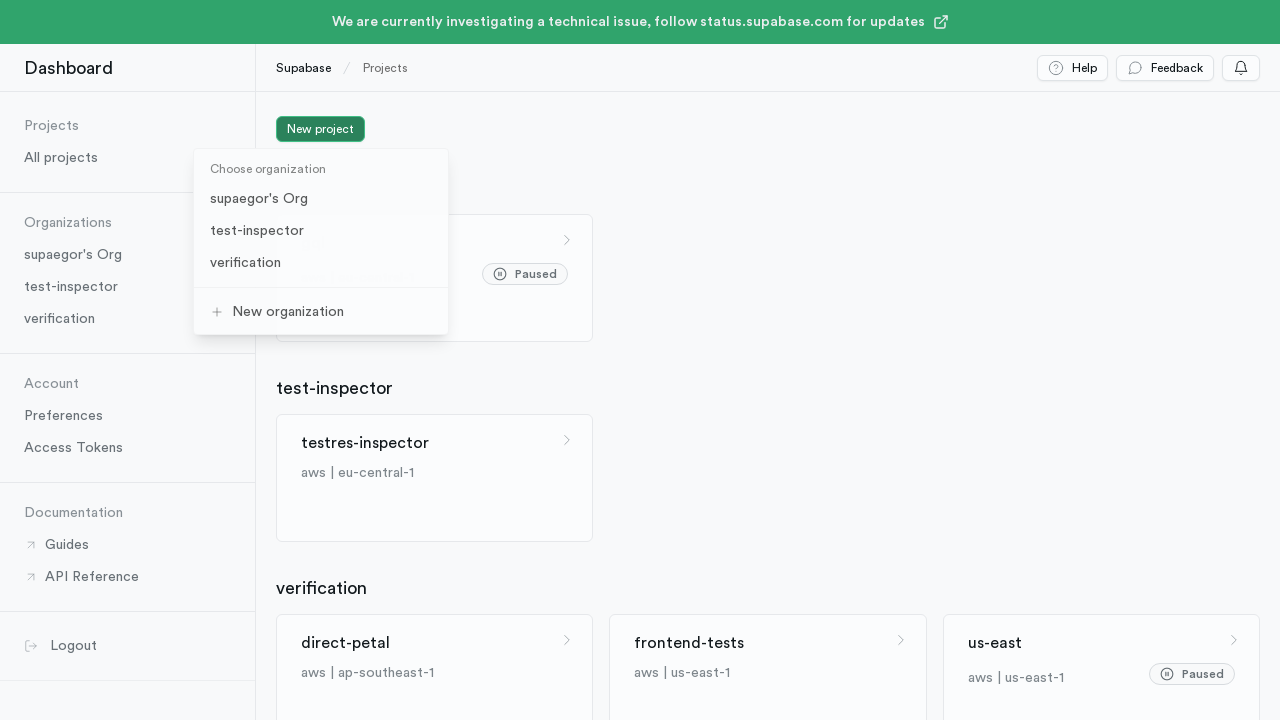 We are currently investigating a technical issue, follow status.supabase.com for updates
Dashboard
Supabase
Projects
Help
Feedback
Projects
All projects
Organizations
supaegor's Org
test-inspector
verification
Account
Preferences
Access Tokens
Documentation
Guides
API Reference
Logout
New project
Choose organization
supaegor's Org
test-inspector
verification
New organization
Paused
test-inspector
testres-inspector
aws | eu-central-1
verification
direct-petal
aws | ap-southeast-1
frontend-tests
aws | us-east-1
us-east
aws | us-east-1
Paused